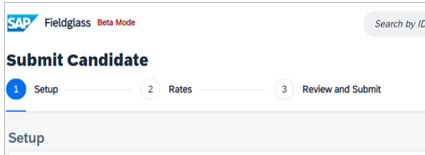 SAP Fieldglass Beta Mode Search by ID
Submit Candidate
1 Setup 2 Rates 3 Review and Submit
Setup